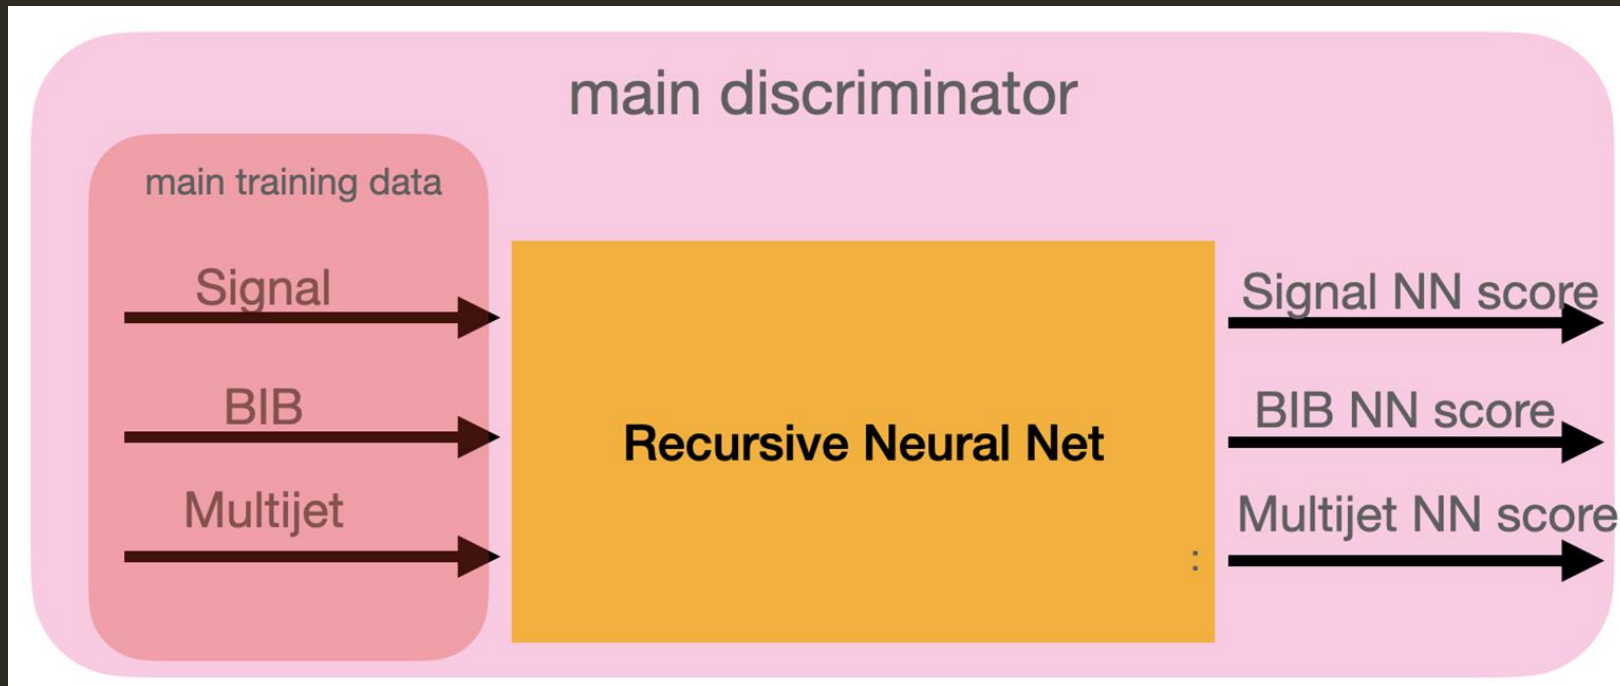 main discriminator
main training data
Signal
BIB
Multijet
Recursive Neural Net
:
Signal NN score
BIB NN score
Multijet NN score